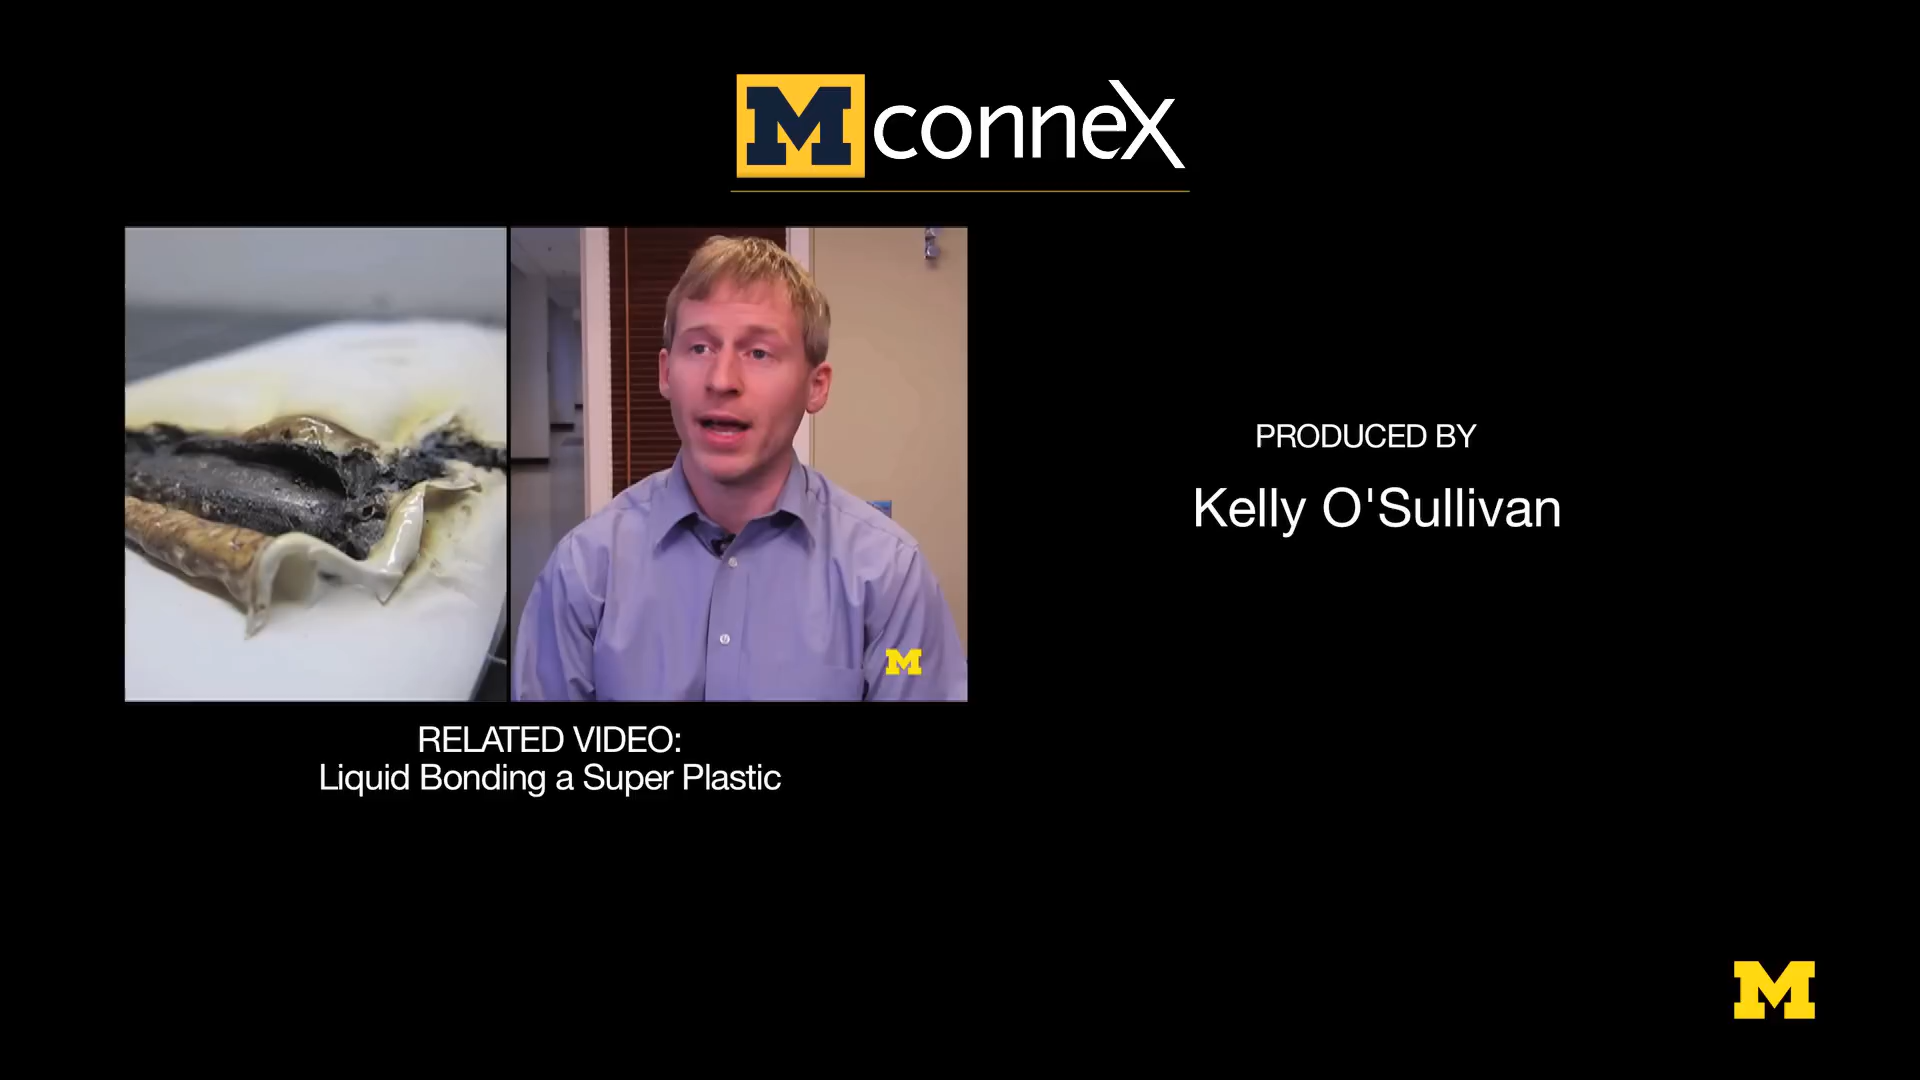 M conneX
RELATED VIDEO:
Liquid Bonding a Super Plastic
PRODUCED BY
Kelly O'Sullivan
M
M